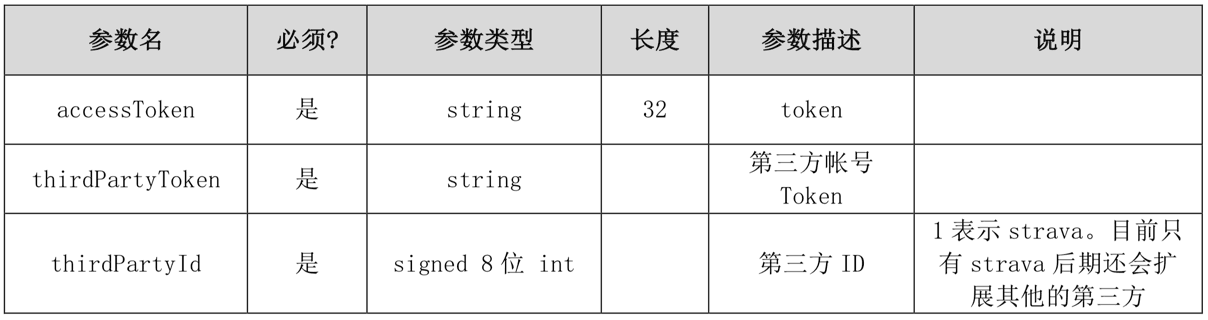 参数名 必须? 参数类型 长度 参数描述 说明
accessToken 是 string 32 token
thirdPartyToken 是 string 第三方帐号
Token
thirdPartyId 是 signed 8位 int 第三方 ID 1 表示 strava。目前只
有 strava 后期还会扩
展其他的第三方